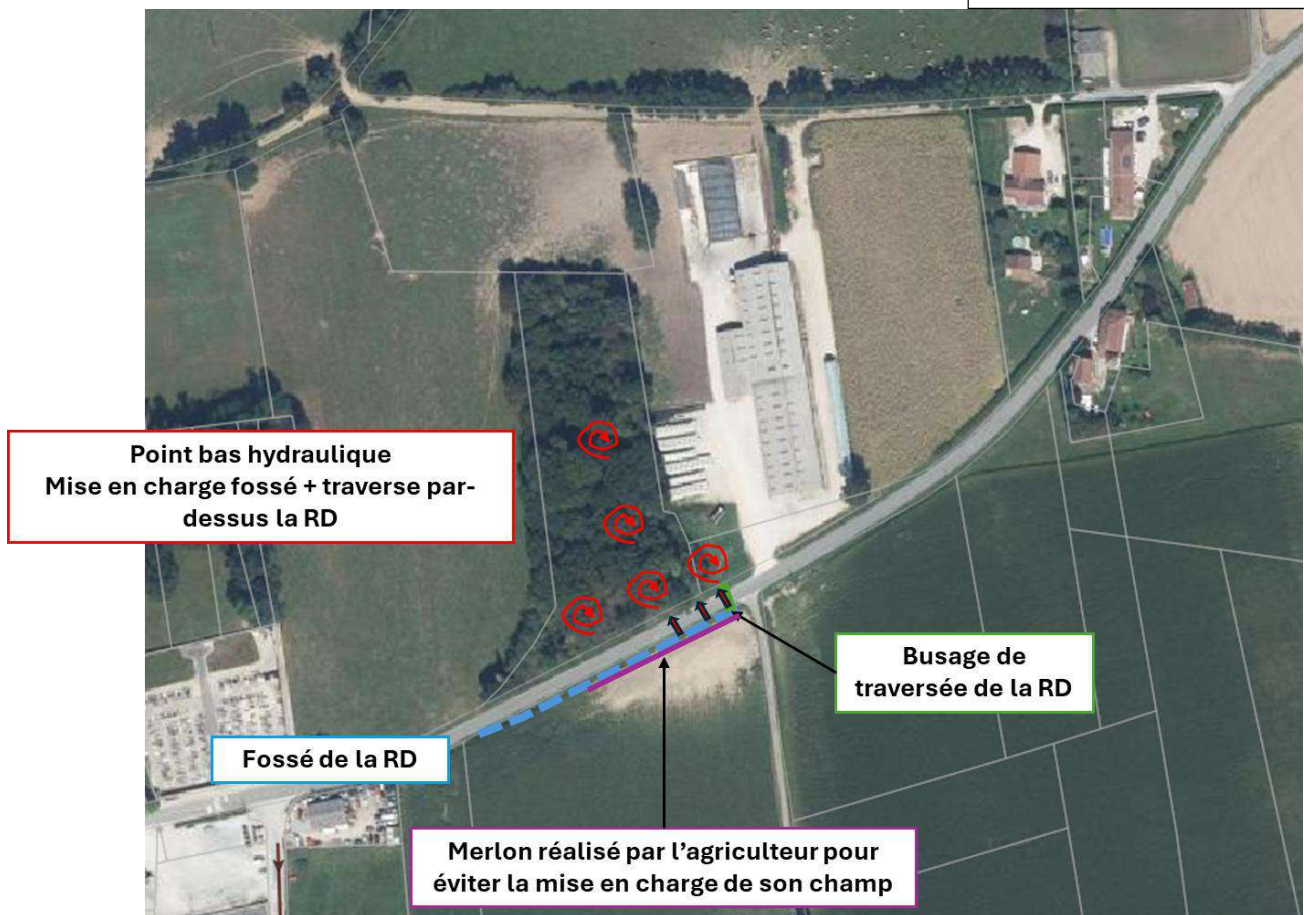 Point bas hydraulique
Mise en charge fossé + traverse par-
dessus la RD
Busage de
traversée de la RD
Fossé de la RD
Merlon réalisé par l’agriculteur pour
éviter la mise en charge de son champ